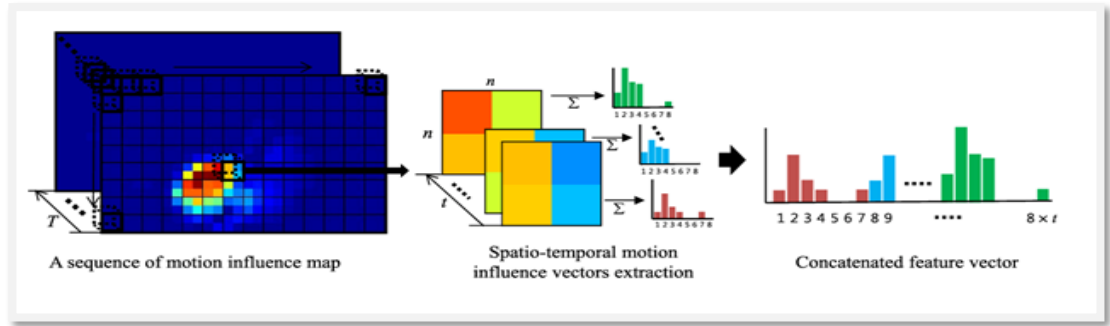 n
n
t
T
Σ
Σ
Σ
1 2 3 4 5 6 7 8
1 2 3 4 5 6 7 8
1 2 3 4 5 6 7 8
1 2 3 4 5 6 7 8 9
8 × t
A sequence of motion influence map
Spatio-temporal motion
influence vectors extraction
Concatenated feature vector